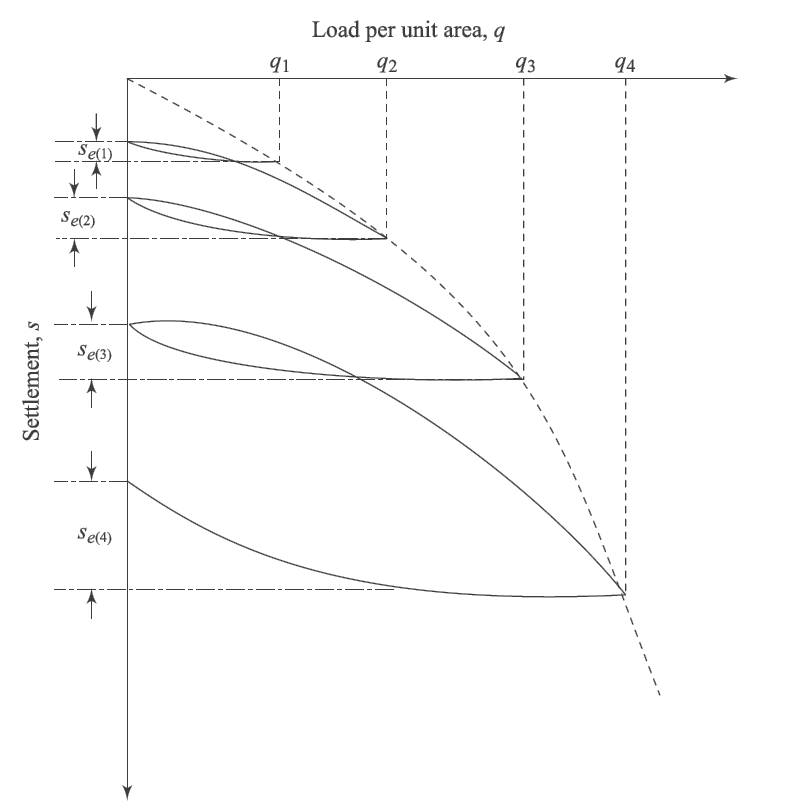 Load per unit area, q
q1 q2 q3 q4
se(1)
se(2)
se(3)
se(4)
Settlement, s